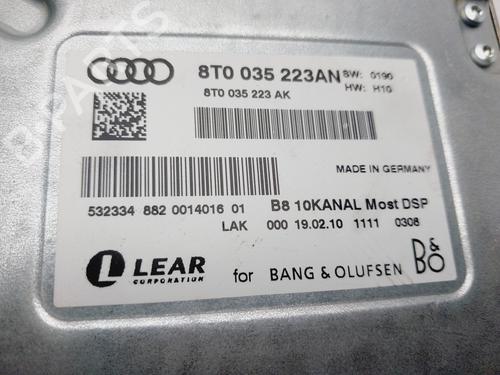 8T0 035 223AN SW: 0190
8T0 035 223 AK HW: H10
MADE IN GERMANY
532334 882 0014016 01 B8 10KANAL Most DSP
LAK 000 19.02.10 1111 0308
LEAR
CORPORATION
for BANG & OLUFSEN B&O
B-PARTS